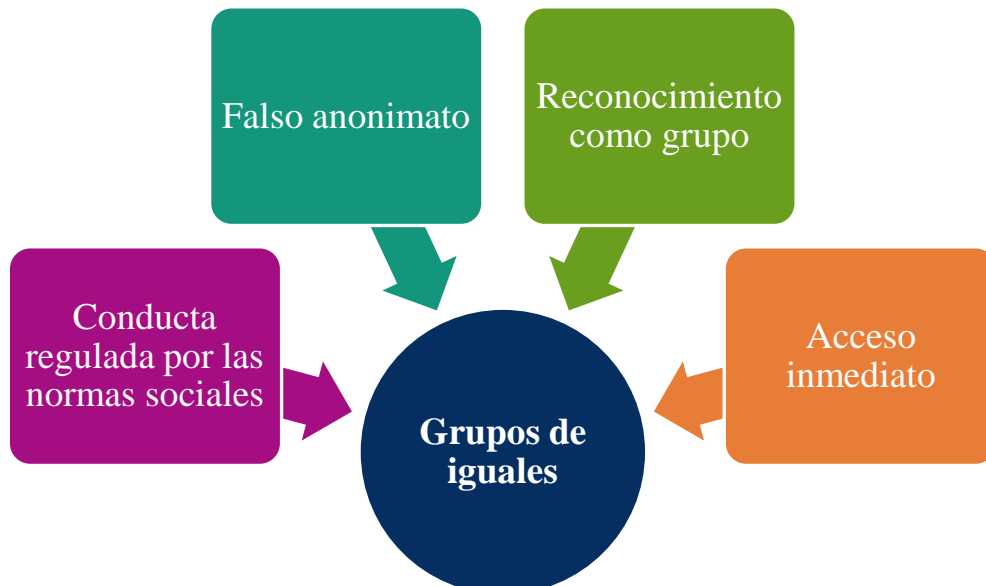 Falso anonimato
Reconocimiento
como grupo
Conducta
regulada por las
normas sociales
Acceso
inmediato
Grupos de
iguales